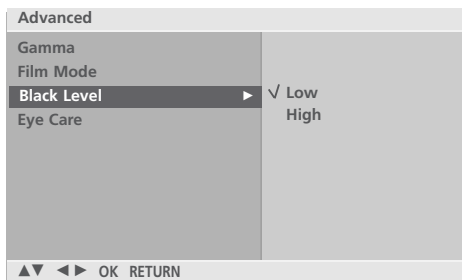 Advanced
Gamma
Film Mode
Black Level ►
√ Low
High
Eye Care
▲▼ ◄► OK RETURN